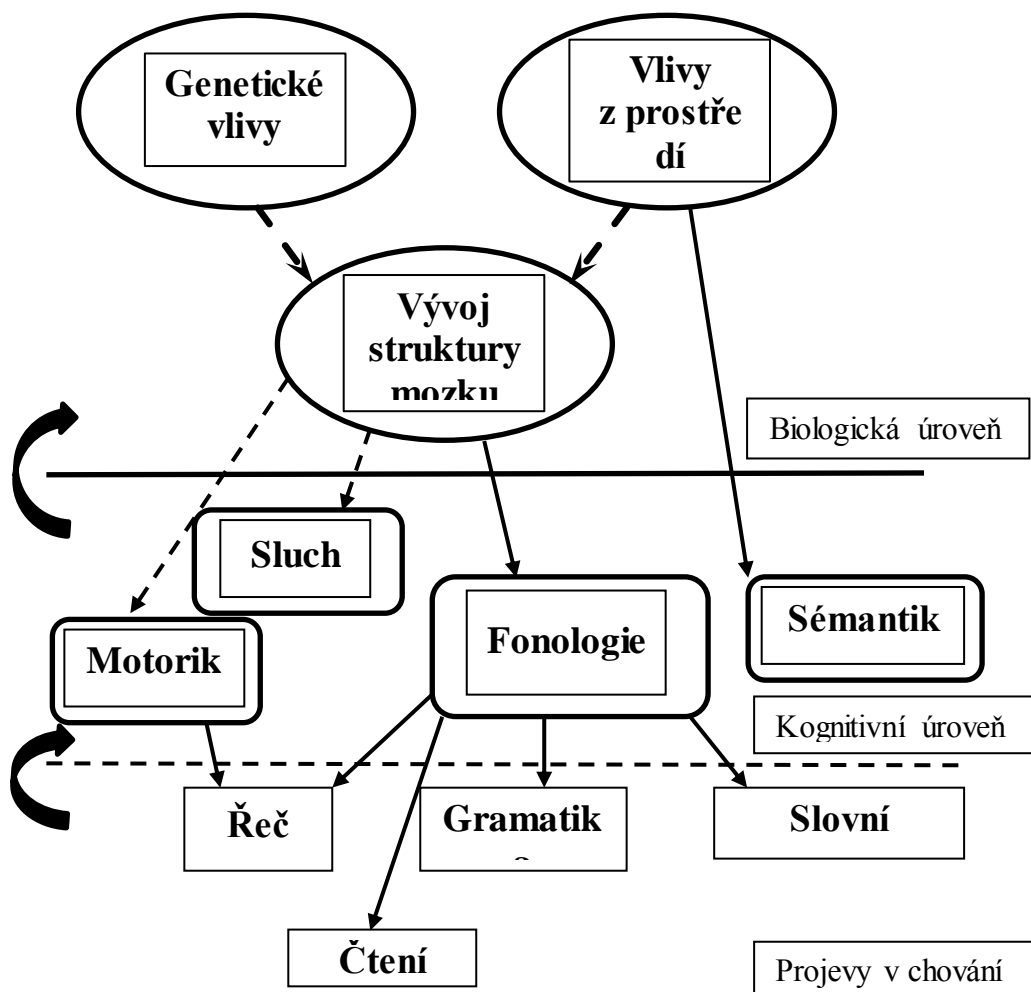 Genetické
vlivy
Vlivy
z prostře
dí
Vývoj
struktury
mozku
Biologická úroveň
Sluch
Fonologie
Sémantik
Motorik
Kognitivní úroveň
Řeč
Gramatik
Slovní
Čtení
Projevy v chování